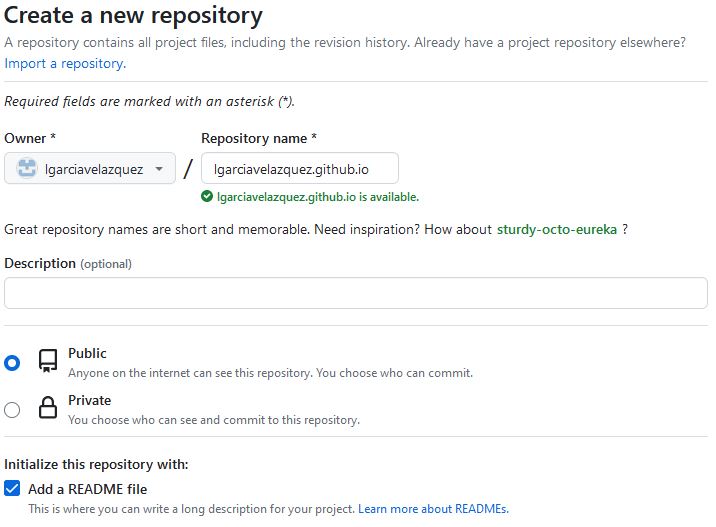 Create a new repository
A repository contains all project files, including the revision history. Already have a project repository elsewhere?
Import a repository.
Required fields are marked with an asterisk (*).
Owner * Repository name *
lgarciavelazquez / lgarciavelazquez.github.io
lgarciavelazquez.github.io is available.
Great repository names are short and memorable. Need inspiration? How about sturdy-octo-eureka ?
Description (optional)
Public
Anyone on the internet can see this repository. You choose who can commit.
Private
You choose who can see and commit to this repository.
Initialize this repository with:
Add a README file
This is where you can write a long description for your project. Learn more about READMEs.